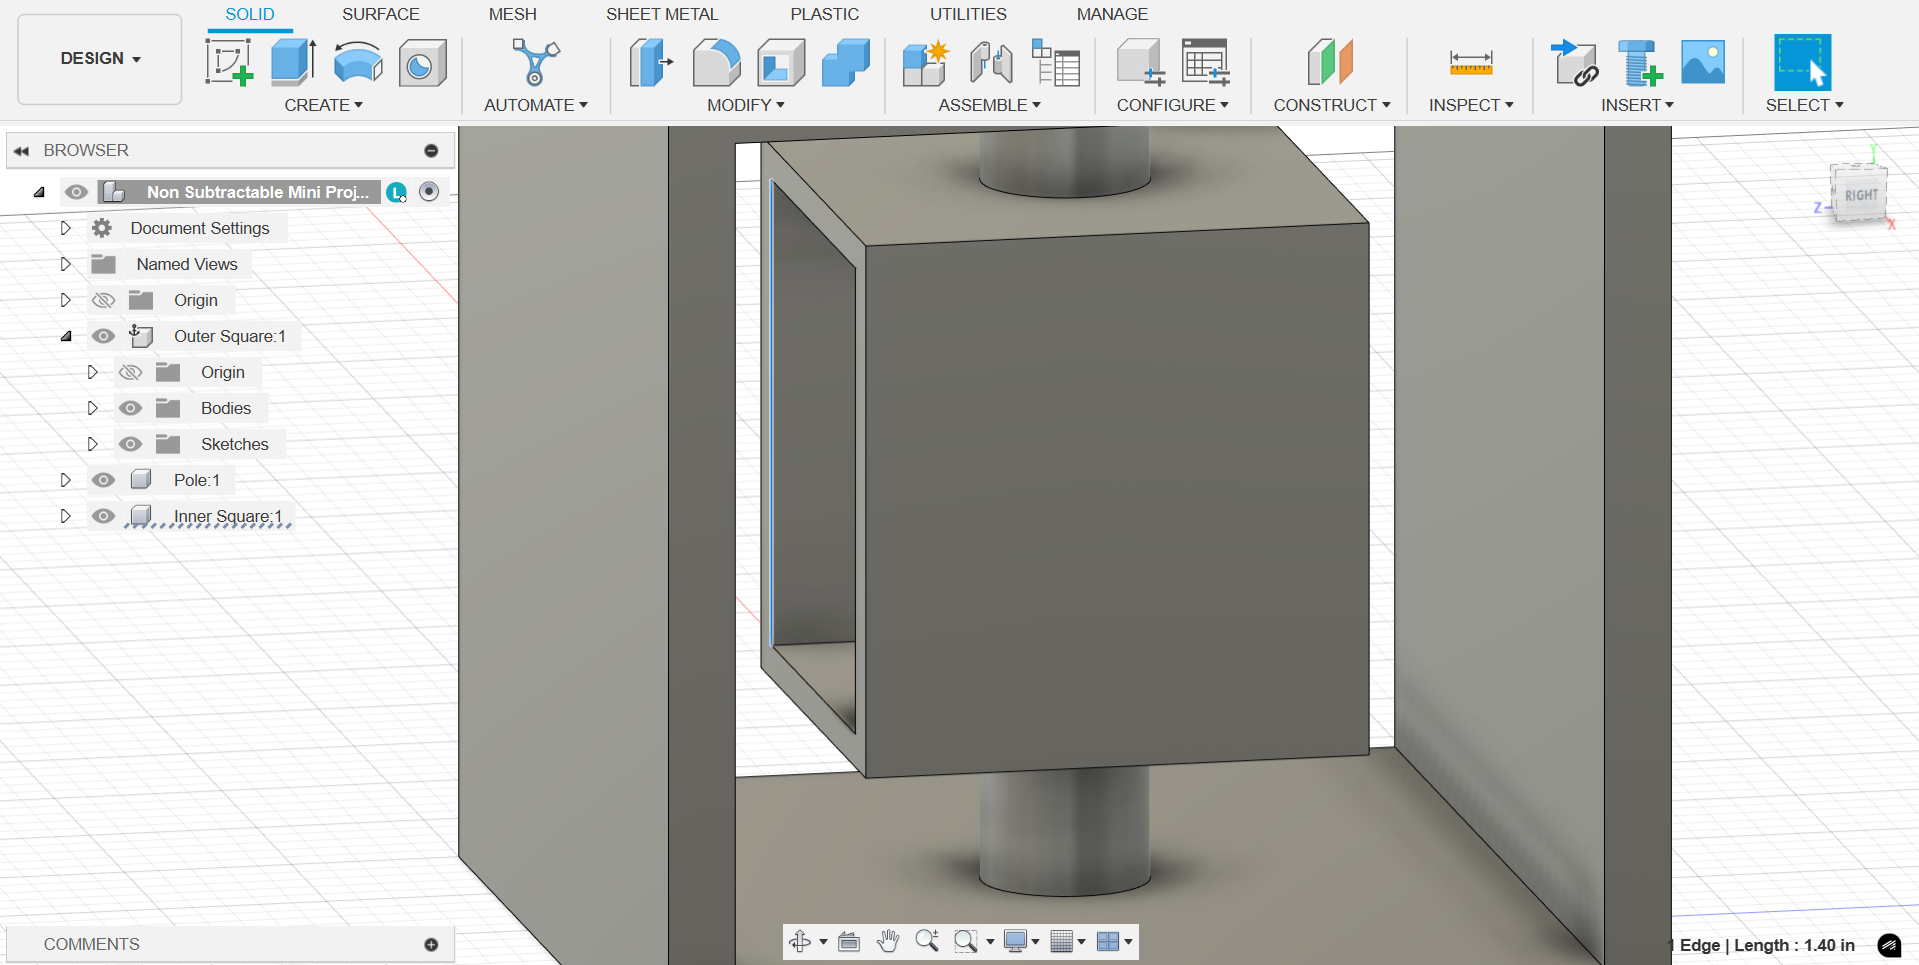 SOLID SURFACE MESH SHEET METAL PLASTIC UTILITIES MANAGE
DESIGN
CREATE AUTOMATE MODIFY ASSEMBLE CONFIGURE CONSTRUCT INSPECT INSERT SELECT
BROWSER
Non Subtractable Mini Proj... L
Document Settings
Named Views
Origin
Outer Square:1
Origin
Bodies
Sketches
Pole:1
Inner Square:1
Y
RIGHT
Z
X
COMMENTS
1 Edge | Length : 1.40 in